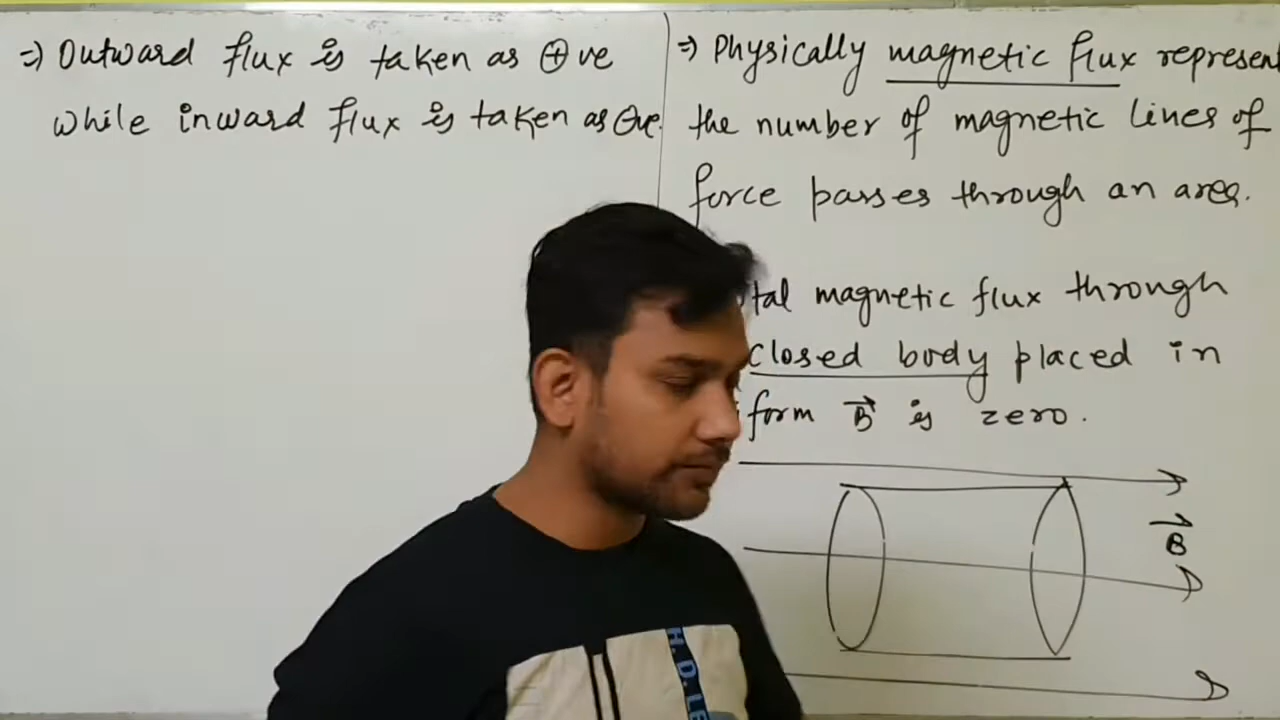 ⇒ Outward flux is taken as ⊕ve
while inward flux is taken as ⊖ve.
⇒ Physically magnetic flux represen
the number of magnetic lines of
force passes through an area.
tal magnetic flux through
closed body placed in
form B⃗ is zero.
B⃗
H.D.LE